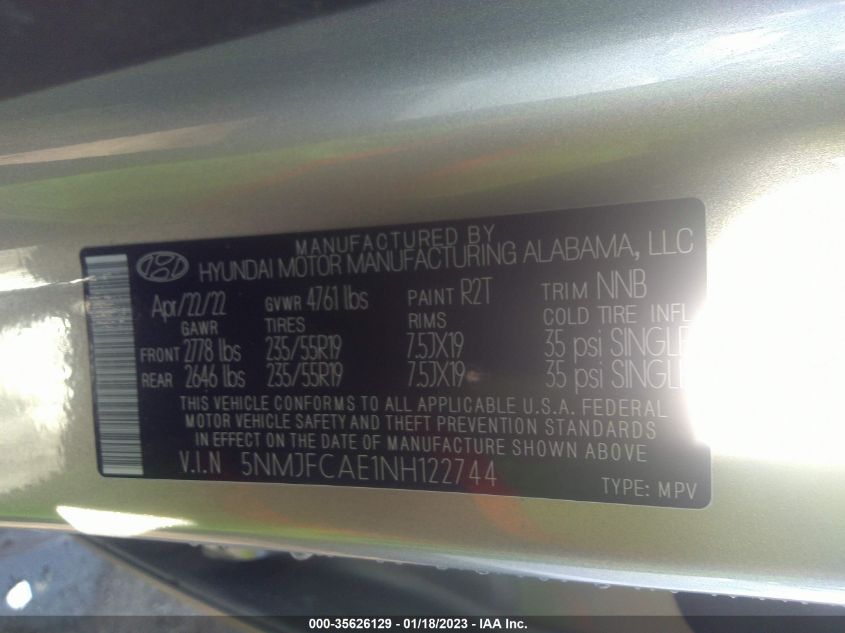 MANUFACTURED BY
HYUNDAI MOTOR MANUFACTURING ALABAMA, LLC
Apr/22/22 GVWR 4761 lbs PAINT R2T TRIM NNB
GAWR TIRES RIMS COLD TIRE INFL
FRONT 2778 lbs 235/55R19 7.5JX19 35 psi SINGLE
REAR 2646 lbs 235/55R19 7.5JX19 35 psi SINGLE
THIS VEHICLE CONFORMS TO ALL APPLICABLE U.S.A. FEDERAL
MOTOR VEHICLE SAFETY AND THEFT PREVENTION STANDARDS
IN EFFECT ON THE DATE OF MANUFACTURE SHOWN ABOVE
V.I.N 5NMJFCAE1NH122744
TYPE: MPV
000-35626129 - 01/18/2023 - IAA Inc.